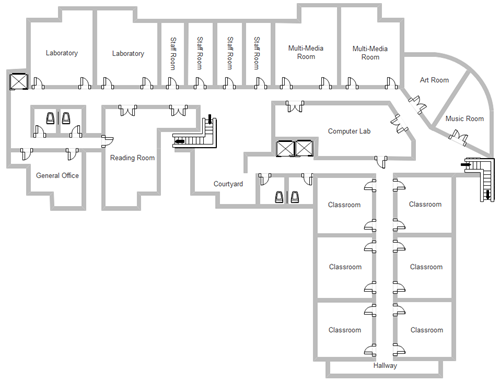 Laboratory
Laboratory
Staff Room
Staff Room
Staff Room
Staff Room
Multi-Media
Room
Multi-Media
Room
Art Room
Music Room
Computer Lab
Reading Room
General Office
Courtyard
Classroom
Classroom
Classroom
Classroom
Classroom
Classroom
Hallway